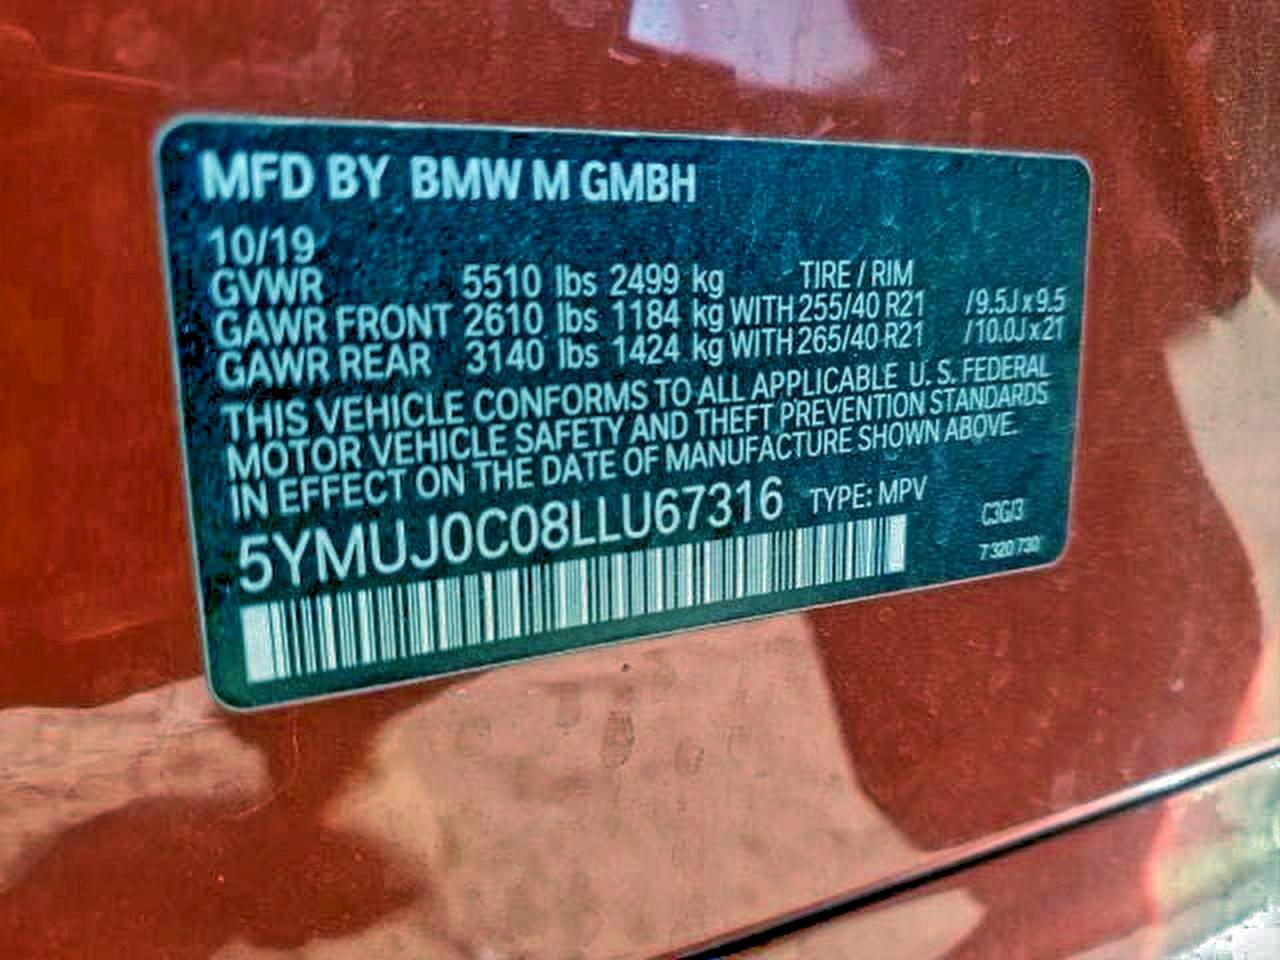 MFD BY BMW M GMBH
10/19
GVWR 5510 lbs 2499 kg TIRE / RIM
GAWR FRONT 2610 lbs 1184 kg WITH 255/40 R21 /9.5J x 9.5
GAWR REAR 3140 lbs 1424 kg WITH 265/40 R21 /10.0J x 21
THIS VEHICLE CONFORMS TO ALL APPLICABLE U. S. FEDERAL
MOTOR VEHICLE SAFETY AND THEFT PREVENTION STANDARDS
IN EFFECT ON THE DATE OF MANUFACTURE SHOWN ABOVE.
5YMUJ0C08LLU67316 TYPE: MPV
C3G/3
7 320 730